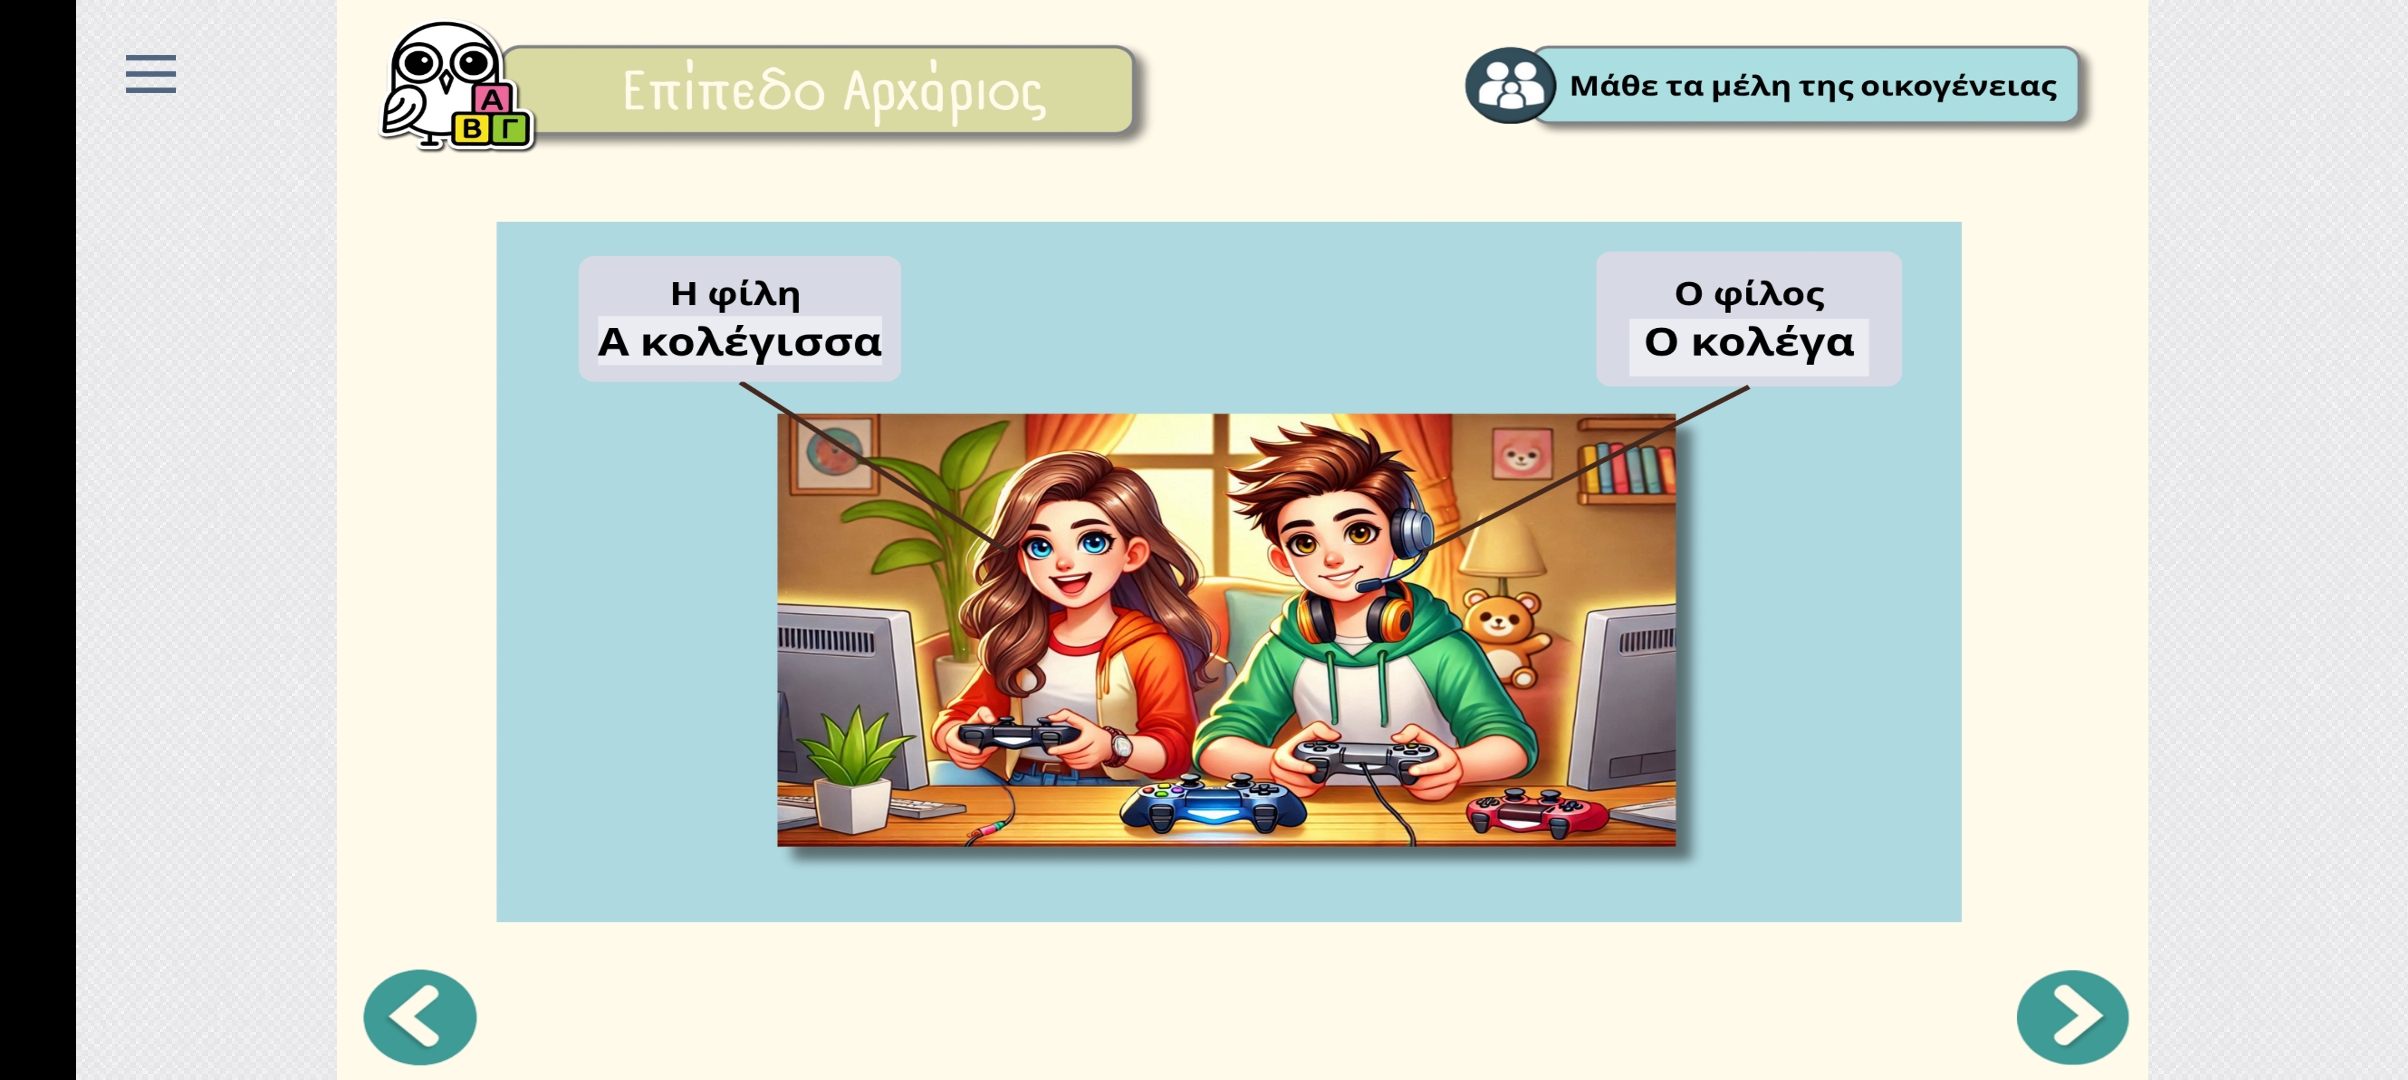 Επίπεδο Αρχάριος
Μάθε τα μέλη της οικογένειας
Η φίλη
Α κολέγισσα
Ο φίλος
Ο κολέγα
Α
Β Γ